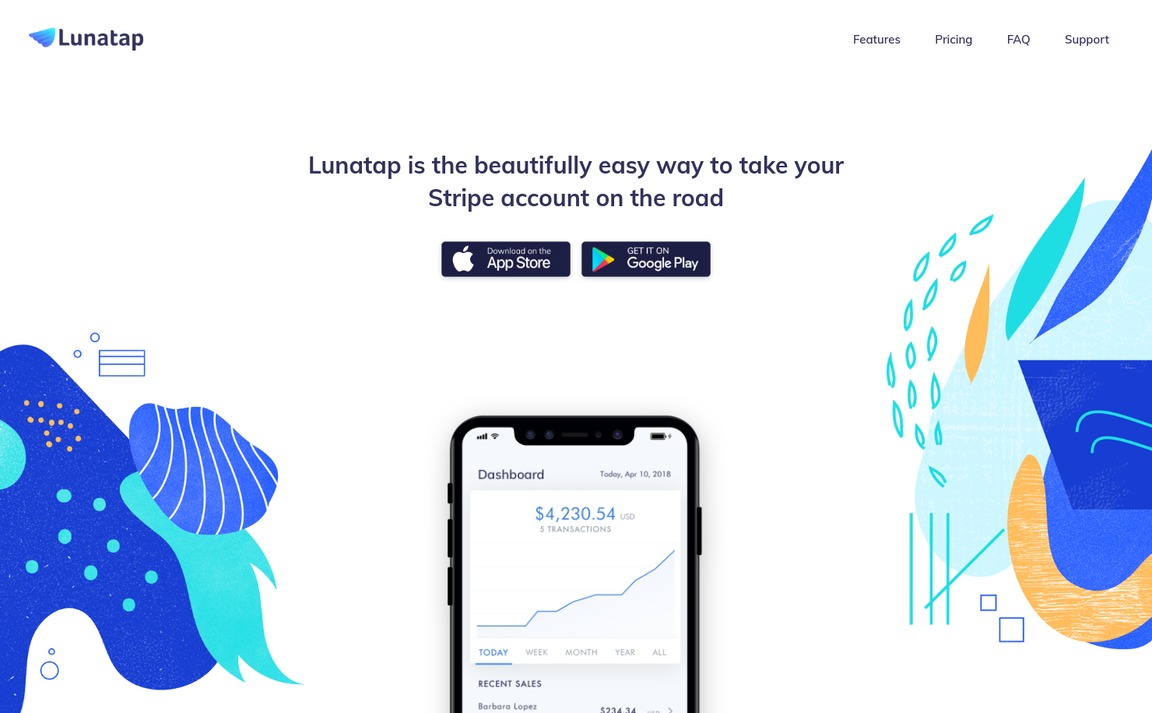 Lunatap
Features
Pricing
FAQ
Support
Lunatap is the beautifully easy way to take your
Stripe account on the road
Download on the
App Store
GET IT ON
Google Play
Dashboard
Today, Apr 10, 2018
$4,230.54 USD
5 TRANSACTIONS
TODAY
WEEK
MONTH
YEAR
ALL
RECENT SALES
Barbara Lopez
$234.34